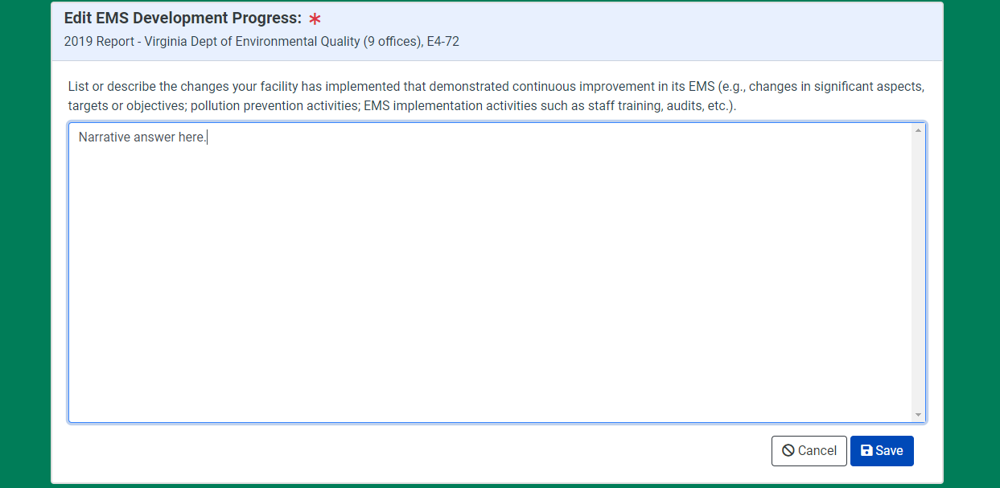 Edit EMS Development Progress: *
2019 Report - Virginia Dept of Environmental Quality (9 offices), E4-72
List or describe the changes your facility has implemented that demonstrated continuous improvement in its EMS (e.g., changes in significant aspects,
targets or objectives; pollution prevention activities; EMS implementation activities such as staff training, audits, etc.).
Narrative answer here.
Cancel Save